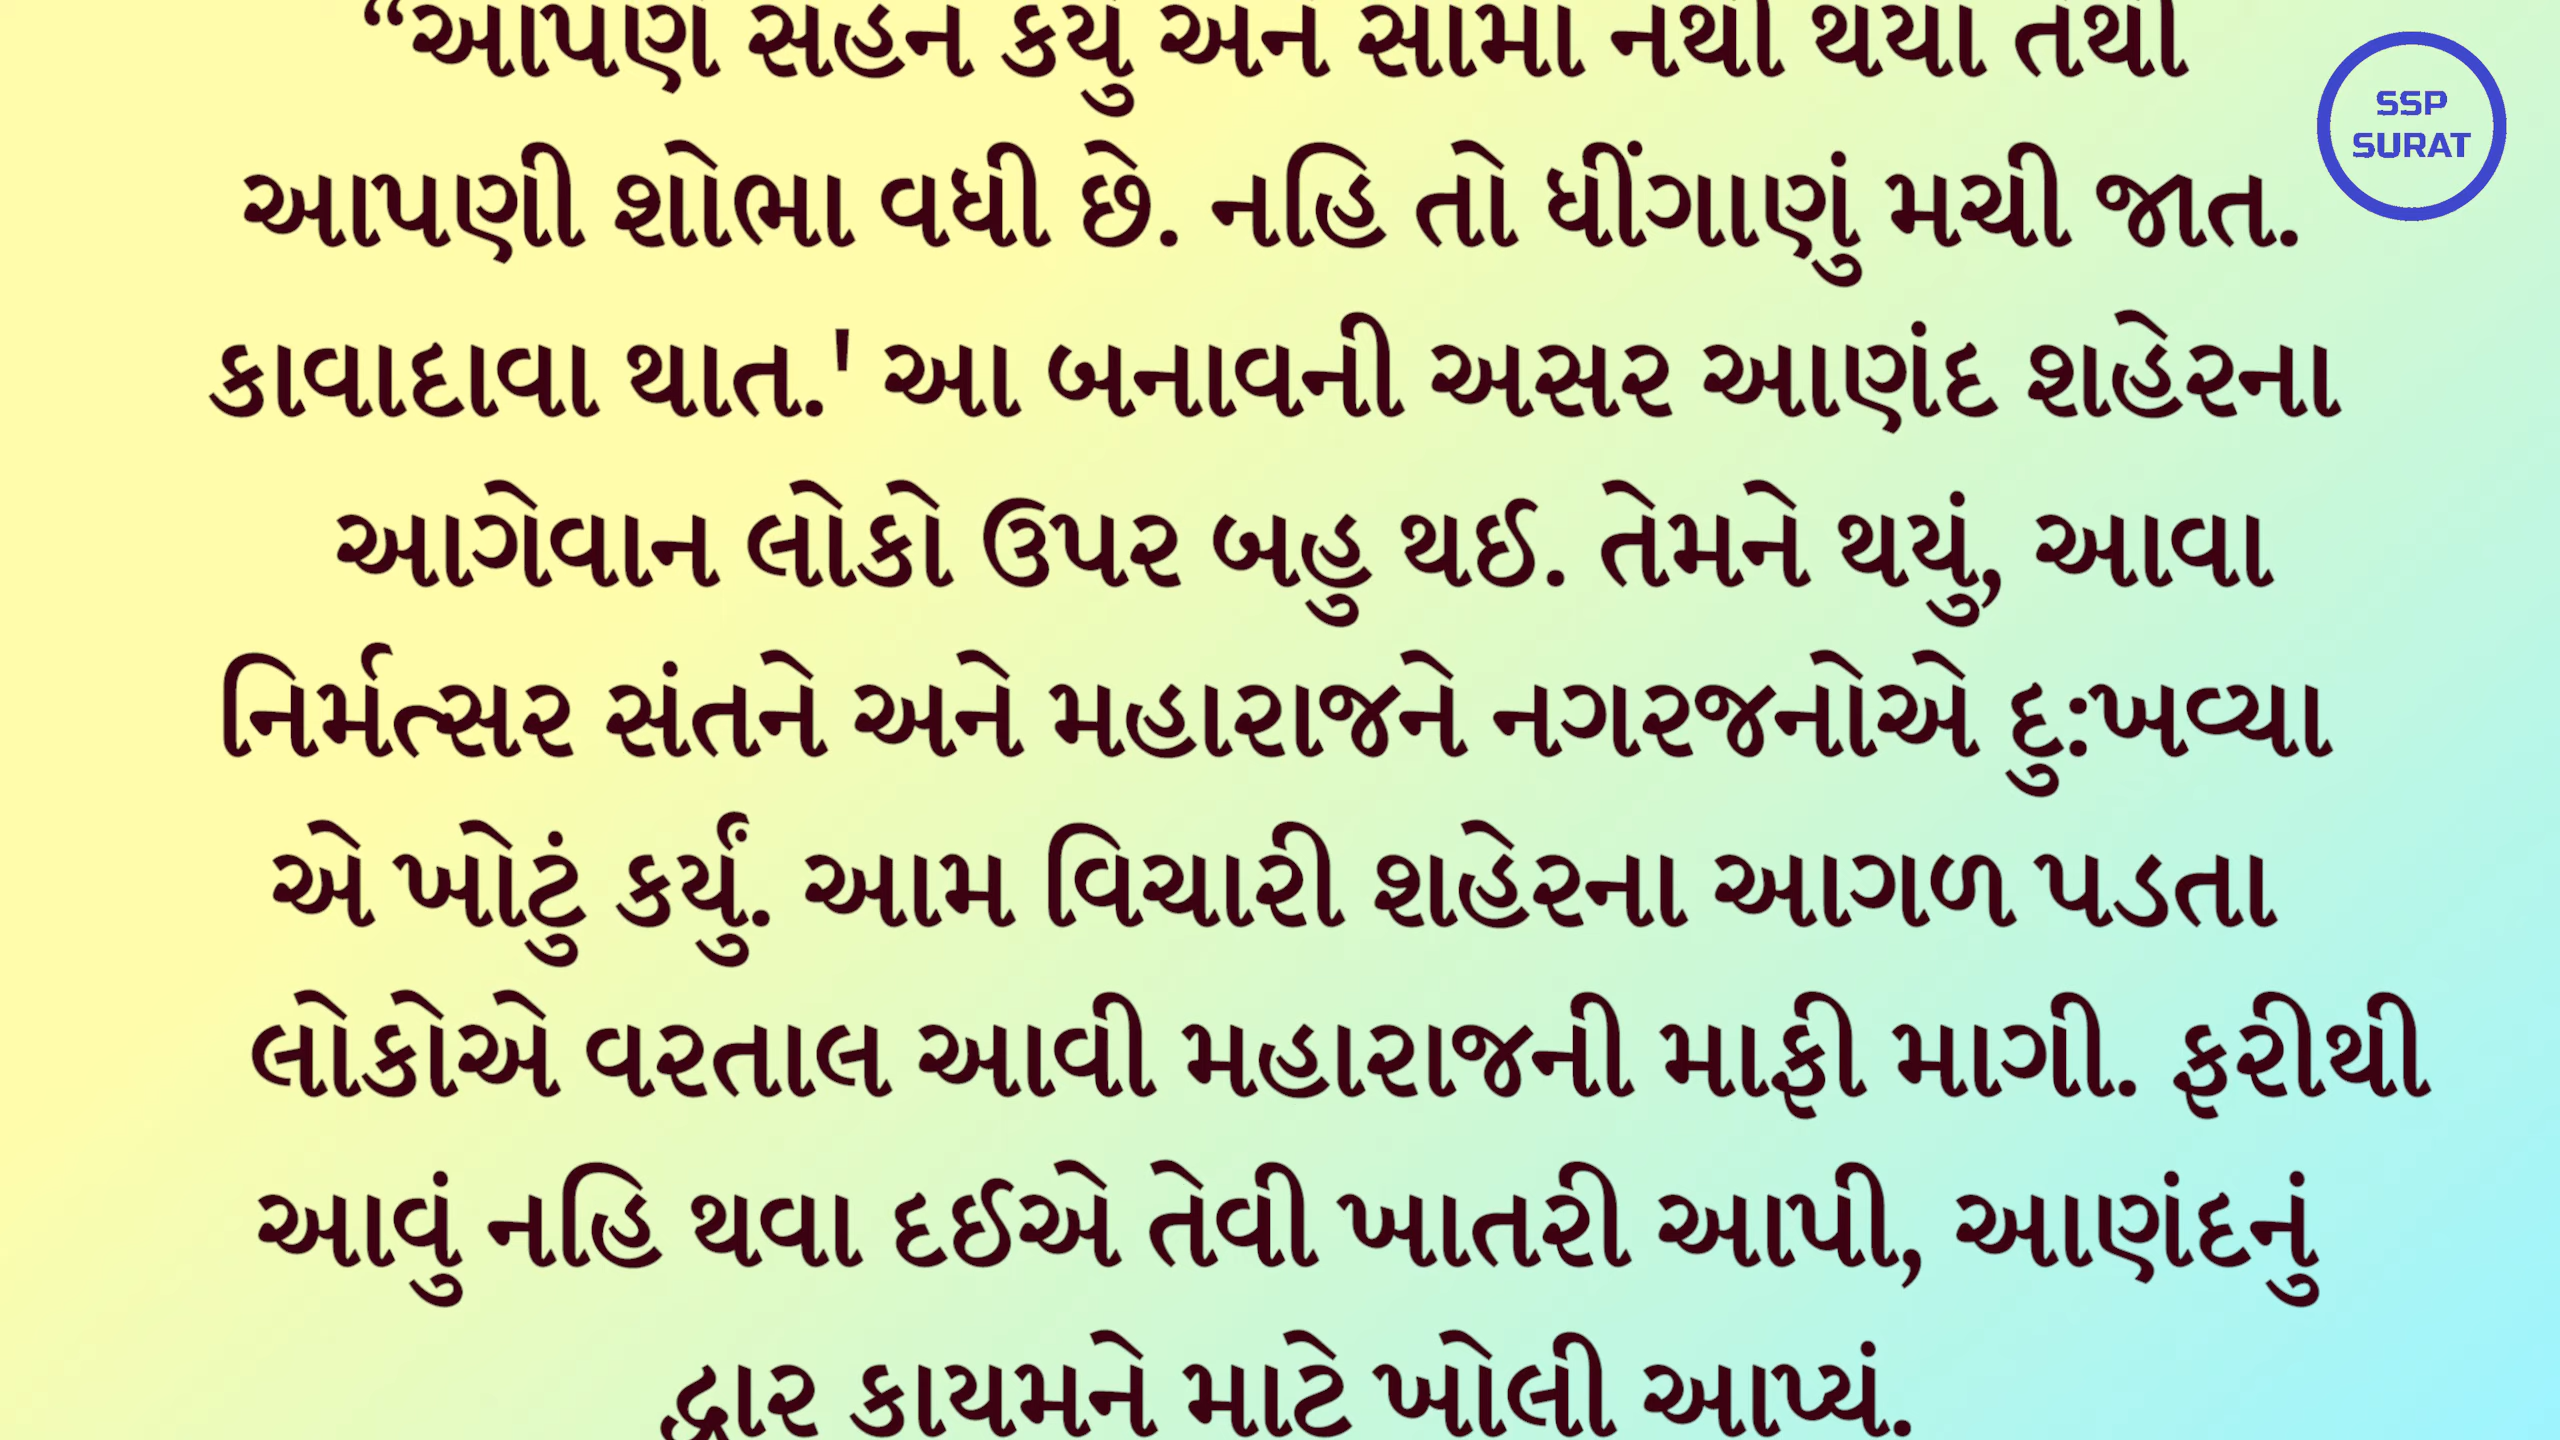 “આપણે સહન કર્યું અને સામા નથી થયા તેથી
આપણી શોભા વધી છે. નહિ તો ધીંગાણું મચી જાત.
કાવાદાવા થાત.' આ બનાવની અસર આણંદ શહેરના
આગેવાન લોકો ઉપર બહુ થઈ. તેમને થયું, આવા
નિર્મત્સર સંતને અને મહારાજને નગરજનોએ દુ:ખવ્યા
એ ખોટું કર્યું. આમ વિચારી શહેરના આગળ પડતા
લોકોએ વરતાલ આવી મહારાજની માફી માગી. ફરીથી
આવું નહિ થવા દઈએ તેવી ખાતરી આપી, આણંદનું
દ્વાર કાયમને માટે ખોલી આપ્યું.
SSP
SURAT